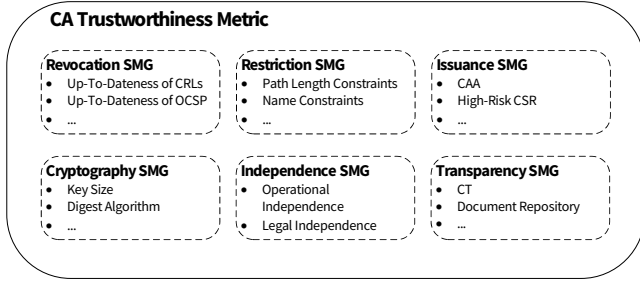 CA Trustworthiness Metric
Revocation SMG
• Up-To-Dateness of CRLs
• Up-To-Dateness of OCSP
• ...
Restriction SMG
• Path Length Constraints
• Name Constraints
• ...
Issuance SMG
• CAA
• High-Risk CSR
• ...
Cryptography SMG
• Key Size
• Digest Algorithm
• ...
Independence SMG
• Operational
Independence
• Legal Independence
Transparency SMG
• CT
• Document Repository
• ...